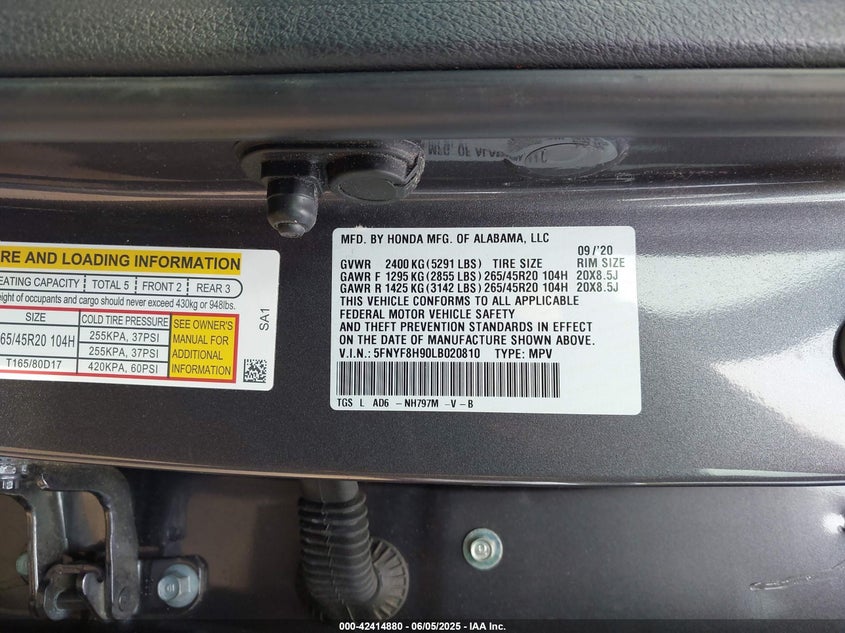 MFD. BY HONDA MFG. OF ALABAMA, LLC 09/'20
GVWR 2400 KG (5291 LBS) TIRE SIZE RIM SIZE
GAWR F 1295 KG (2855 LBS) 265/45R20 104H 20X8.5J
GAWR R 1425 KG (3142 LBS) 265/45R20 104H 20X8.5J
THIS VEHICLE CONFORMS TO ALL APPLICABLE
FEDERAL MOTOR VEHICLE SAFETY
AND THEFT PREVENTION STANDARDS IN EFFECT
ON THE DATE OF MANUFACTURE SHOWN ABOVE.
V.I.N.: 5FNYF8H90LB020810 TYPE: MPV
TGS L AD6 -NH797M -V-B
RE AND LOADING INFORMATION
EATING CAPACITY TOTAL 5 FRONT 2 REAR 3
eight of occupants and cargo should never exceed 430kg or 948lbs.
SIZE COLD TIRE PRESSURE
65/45R20 104H 255KPA, 37PSI
255KPA, 37PSI
T165/80D17 420KPA, 60PSI
SEE OWNER'S
MANUAL FOR
ADDITIONAL
INFORMATION
SA1
000-42414880 - 06/05/2025 - IAA Inc.